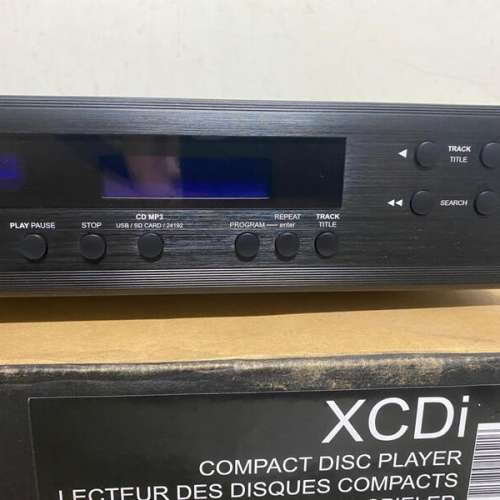 TRACK
TITLE
SEARCH
PLAY PAUSE
STOP
CD MP3
USB / SD CARD / 24192
PROGRAM
REPEAT
enter
TRACK
TITLE
XCDi
COMPACT DISC PLAYER
LECTEUR DES DISQUES COMPACTS